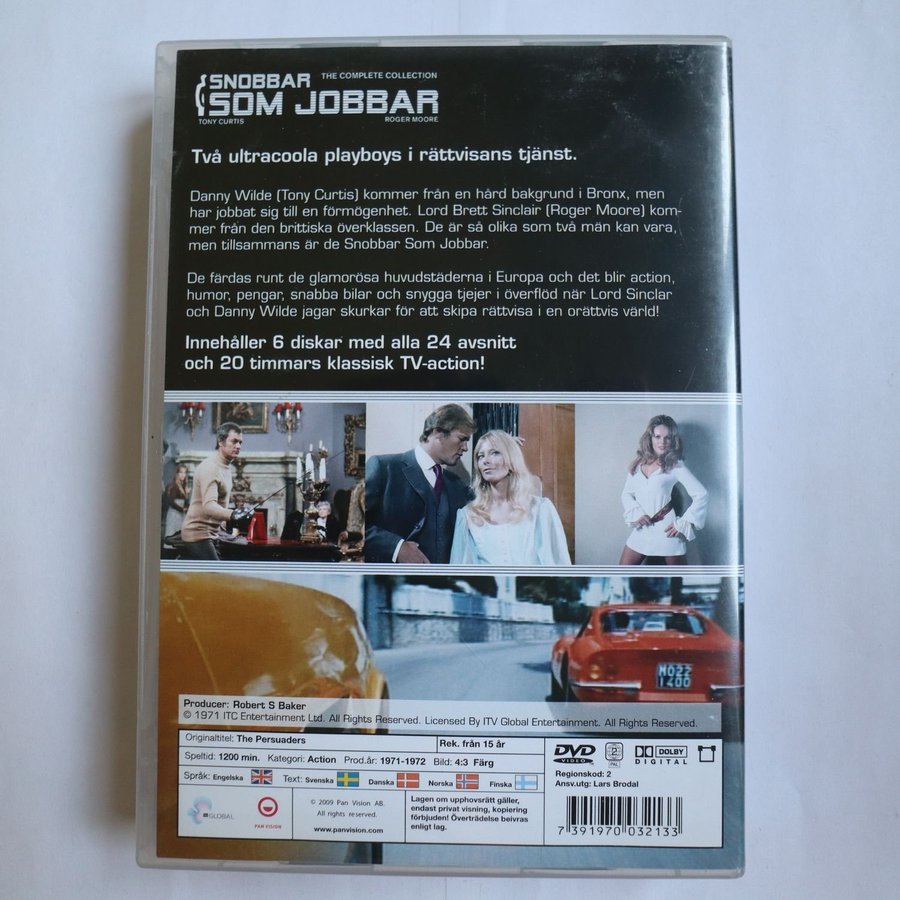 SNOBBAR THE COMPLETE COLLECTION
SOM JOBBAR
TONY CURTIS ROGER MOORE
Två ultracoola playboys i rättvisans tjänst.
Danny Wilde (Tony Curtis) kommer från en hård bakgrund i Bronx, men
har jobbat sig till en förmögenhet. Lord Brett Sinclair (Roger Moore) kom-
mer från den brittiska överklassen. De är så olika som två män kan vara,
men tillsammans är de Snobbar Som Jobbar.
De färdas runt de glamorösa huvudstäderna i Europa och det blir action,
humor, pengar, snabba bilar och snygga tjejer i överflöd när Lord Sinclar
och Danny Wilde jagar skurkar för att skipa rättvisa i en orättvis värld!
Innehåller 6 diskar med alla 24 avsnitt
och 20 timmars klassisk TV-action!
MO22
1400
Producer: Robert S Baker
© 1971 ITC Entertainment Ltd. All Rights Reserved. Licensed By ITV Global Entertainment. All Rights Reserved.
Originaltitel: The Persuaders Rek. från 15 år
Speltid: 1200 min. Kategori: Action Prod.år: 1971-1972 Bild: 4:3 Färg
Språk: Engelska Text: Svenska Danska Norska Finska
GLOBAL
PAN VISION
© 2009 Pan Vision AB.
All rights reserved.
www.panvision.com
Lagen om upphovsrätt gäller,
endast privat visning, kopiering
förbjuden! Överträdelse beivras
enligt lag.
DVD VIDEO 2 PAL DOLBY DIGITAL
Regionskod: 2
Ansv.utg: Lars Brodal
7 391970 032133